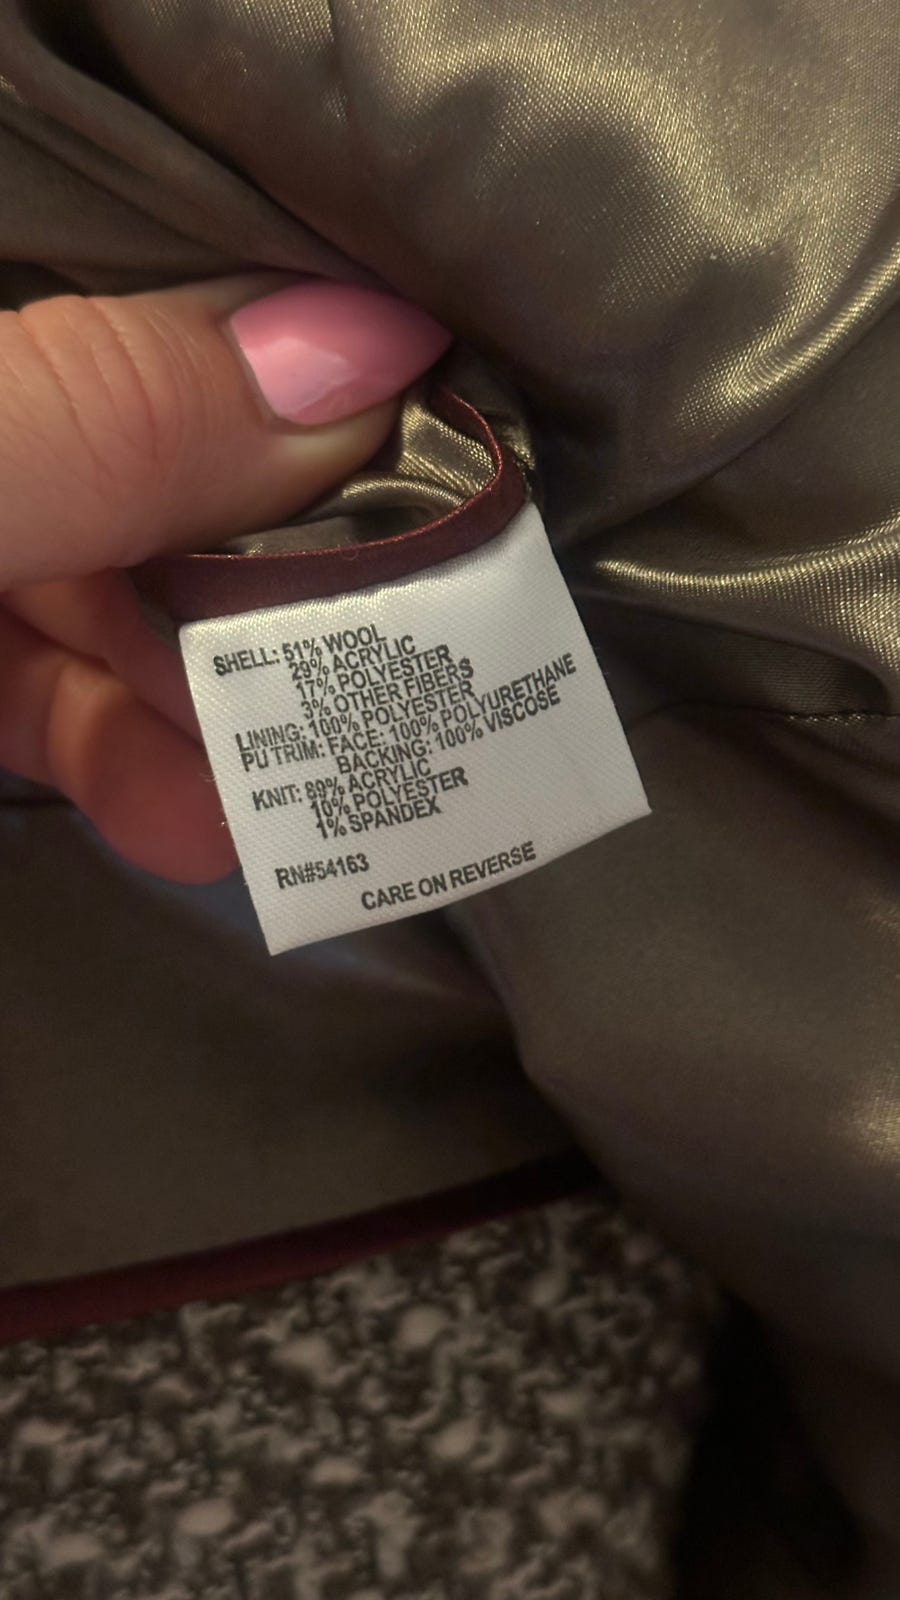 SHELL: 51% WOOL
29% ACRYLIC
17% POLYESTER
3% OTHER FIBERS
LINING: 100% POLYESTER
PU TRIM: FACE: 100% POLYURETHANE
BACKING: 100% VISCOSE
KNIT: 89% ACRYLIC
10% POLYESTER
1% SPANDEX
RN#54163
CARE ON REVERSE